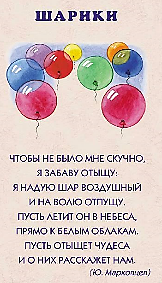 ШАРИКИ
ЧТОБЫ НЕ БЫЛО МНЕ СКУЧНО,
Я ЗАБАВУ ОТЫЩУ:
Я НАДУЮ ШАР ВОЗДУШНЫЙ
И НА ВОЛЮ ОТПУЩУ.
ПУСТЬ ЛЕТИТ ОН В НЕБЕСА,
ПРЯМО К БЕЛЫМ ОБЛАКАМ.
ПУСТЬ ОТЫЩЕТ ЧУДЕСА
И О НИХ РАССКАЖЕТ НАМ.
(Ю. Маркопцев)